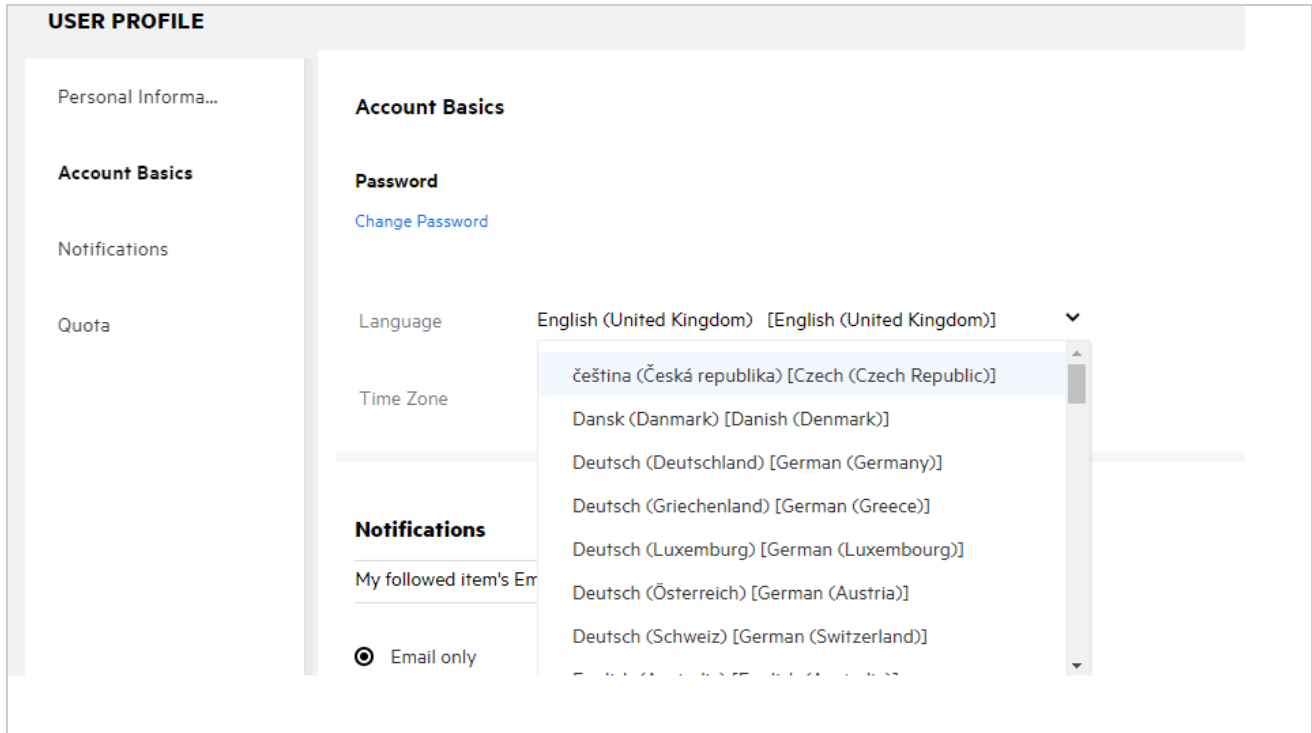 USER PROFILE
Personal Informa...
Account Basics
Notifications
Quota
Account Basics
Password
Change Password
Language
English (United Kingdom) [English (United Kingdom)]
čeština (Česká republika) [Czech (Czech Republic)]
Dansk (Danmark) [Danish (Denmark)]
Deutsch (Deutschland) [German (Germany)]
Deutsch (Griechenland) [German (Greece)]
Deutsch (Luxemburg) [German (Luxembourg)]
Deutsch (Österreich) [German (Austria)]
Deutsch (Schweiz) [German (Switzerland)]
Time Zone
Notifications
My followed item's Em
Email only